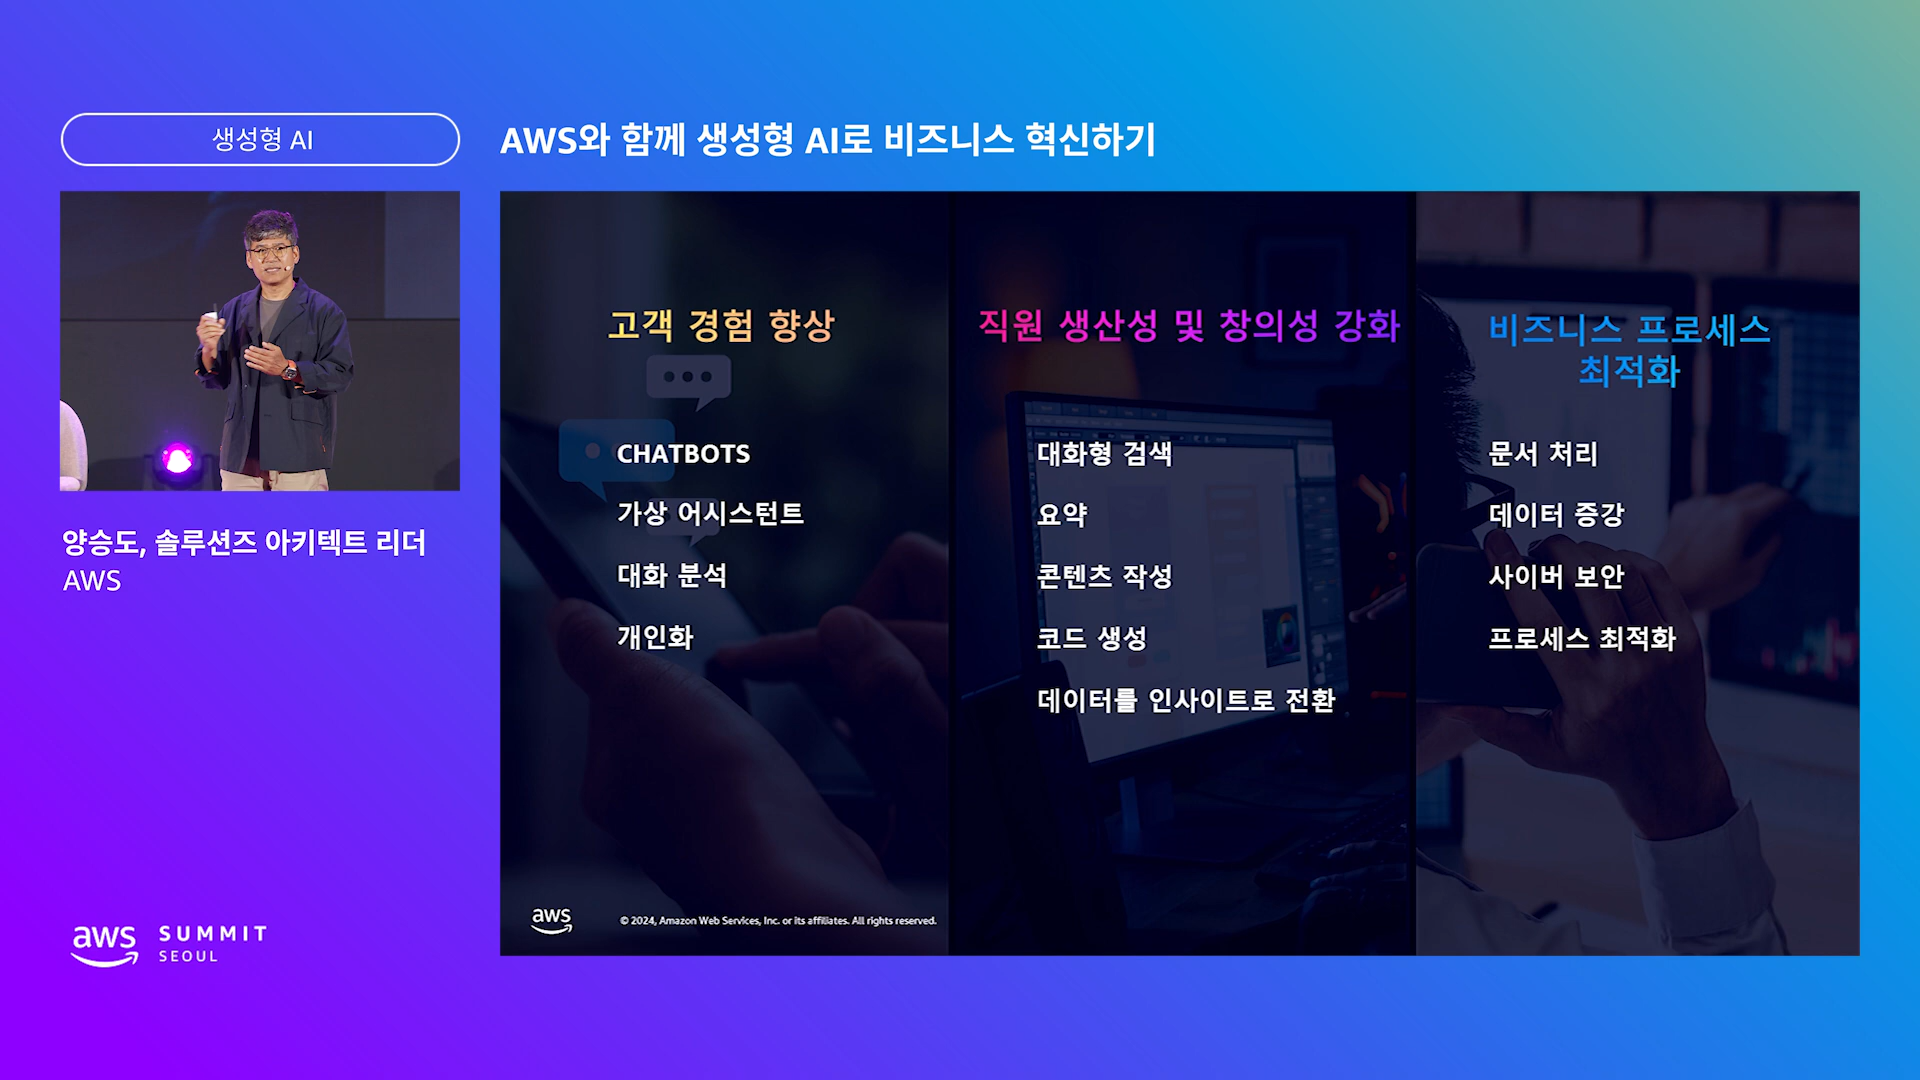 생성형 AI
AWS와 함께 생성형 AI로 비즈니스 혁신하기
양승도, 솔루션즈 아키텍트 리더
AWS
고객 경험 향상
CHATBOTS
가상 어시스턴트
대화 분석
개인화
직원 생산성 및 창의성 강화
대화형 검색
요약
콘텐츠 작성
코드 생성
데이터를 인사이트로 전환
비즈니스 프로세스
최적화
문서 처리
데이터 증강
사이버 보안
프로세스 최적화
aws
© 2024, Amazon Web Services, Inc. or its affiliates. All rights reserved.
aws SUMMIT
SEOUL